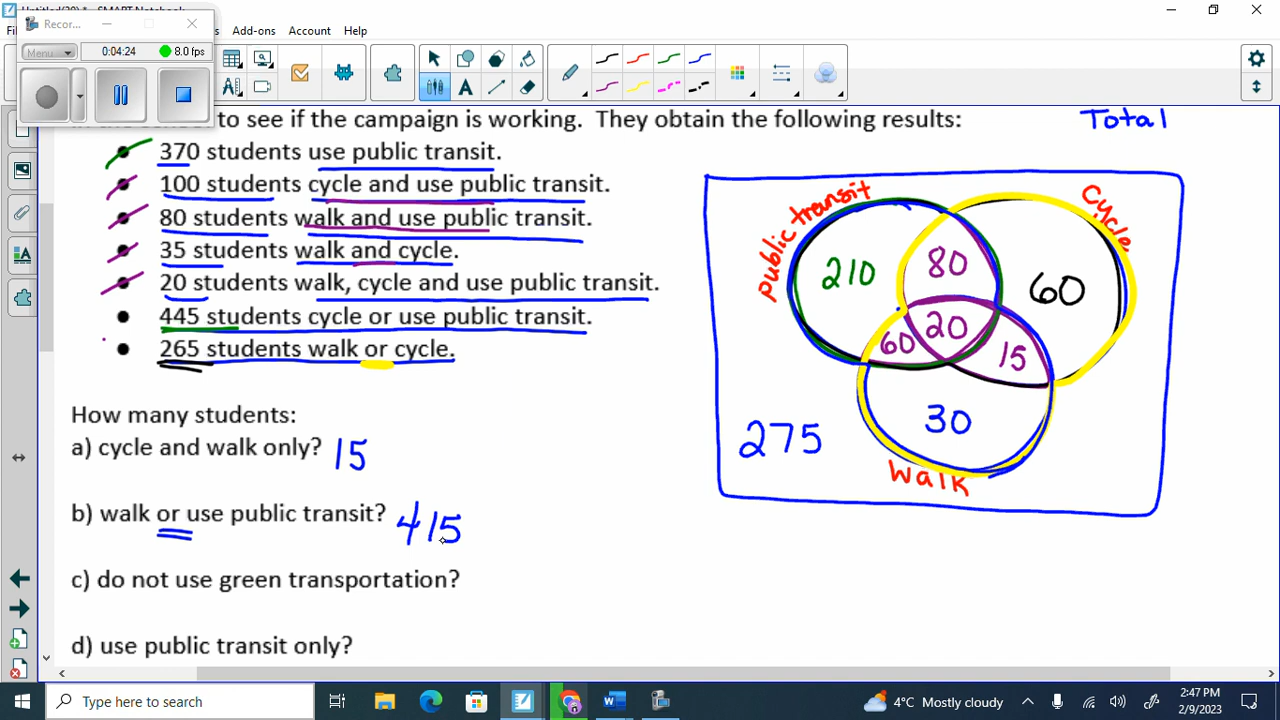 Recor...
Menu
0:04:24
8.0 fps
Add-ons Account Help
to see if the campaign is working. They obtain the following results:
Total
370 students use public transit.
100 students cycle and use public transit.
80 students walk and use public transit.
35 students walk and cycle.
20 students walk, cycle and use public transit.
445 students cycle or use public transit.
265 students walk or cycle.
public transit
Cycle
210
80
60
60
20
15
30
275
Walk
How many students:
a) cycle and walk only? 15
b) walk or use public transit? 415
c) do not use green transportation?
d) use public transit only?
Type here to search
4°C Mostly cloudy
2:47 PM
2/9/2023